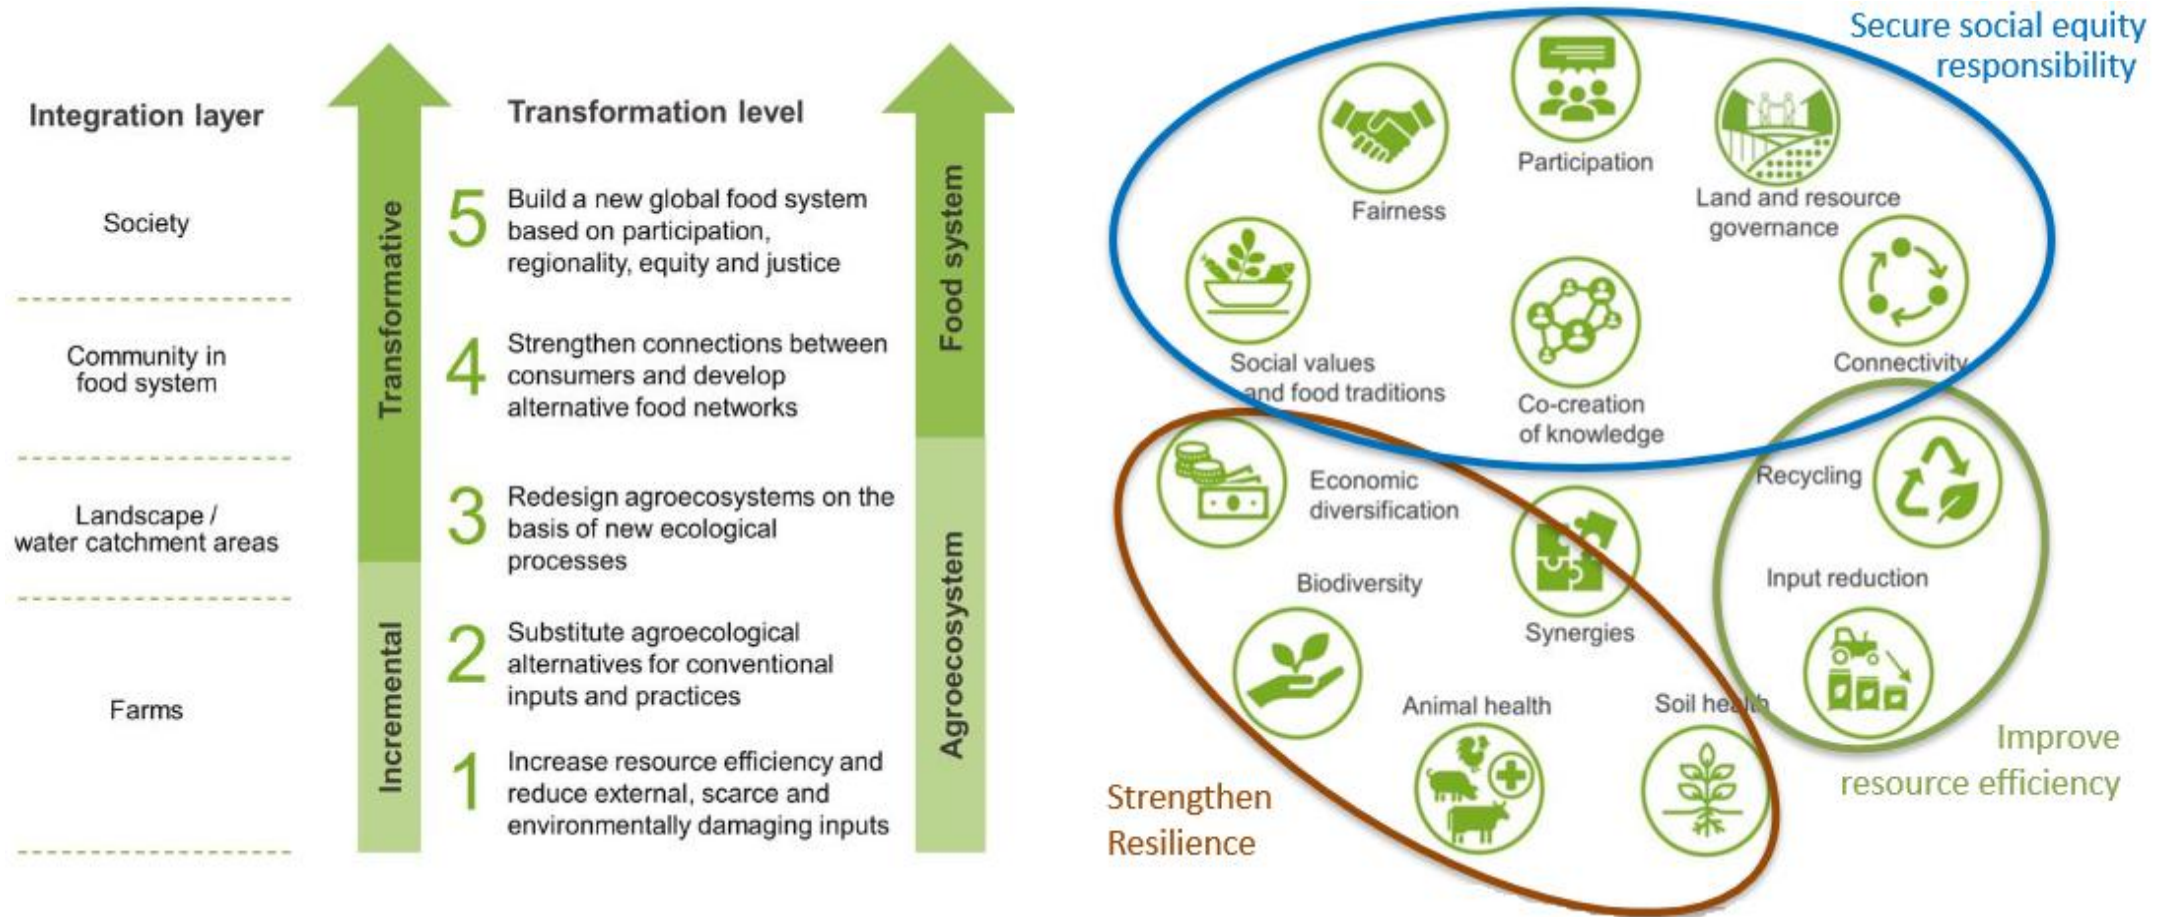 Integration layer
Society
Community in
food system
Landscape /
water catchment areas
Farms
Transformative
Incremental
Transformation level
5
Build a new global food system
based on participation,
regionality, equity and justice
4
Strengthen connections between
consumers and develop
alternative food networks
3
Redesign agroecosystems on the
basis of new ecological
processes
2
Substitute agroecological
alternatives for conventional
inputs and practices
1
Increase resource efficiency and
reduce external, scarce and
environmentally damaging inputs
Food system
Agroecosystem
Secure social equity
responsibility
Participation
Fairness
Land and resource
governance
Social values
and food traditions
Co-creation
of knowledge
Connectivity
Economic
diversification
Recycling
Biodiversity
Synergies
Input reduction
Animal health
Soil health
Strengthen
Resilience
Improve
resource efficiency